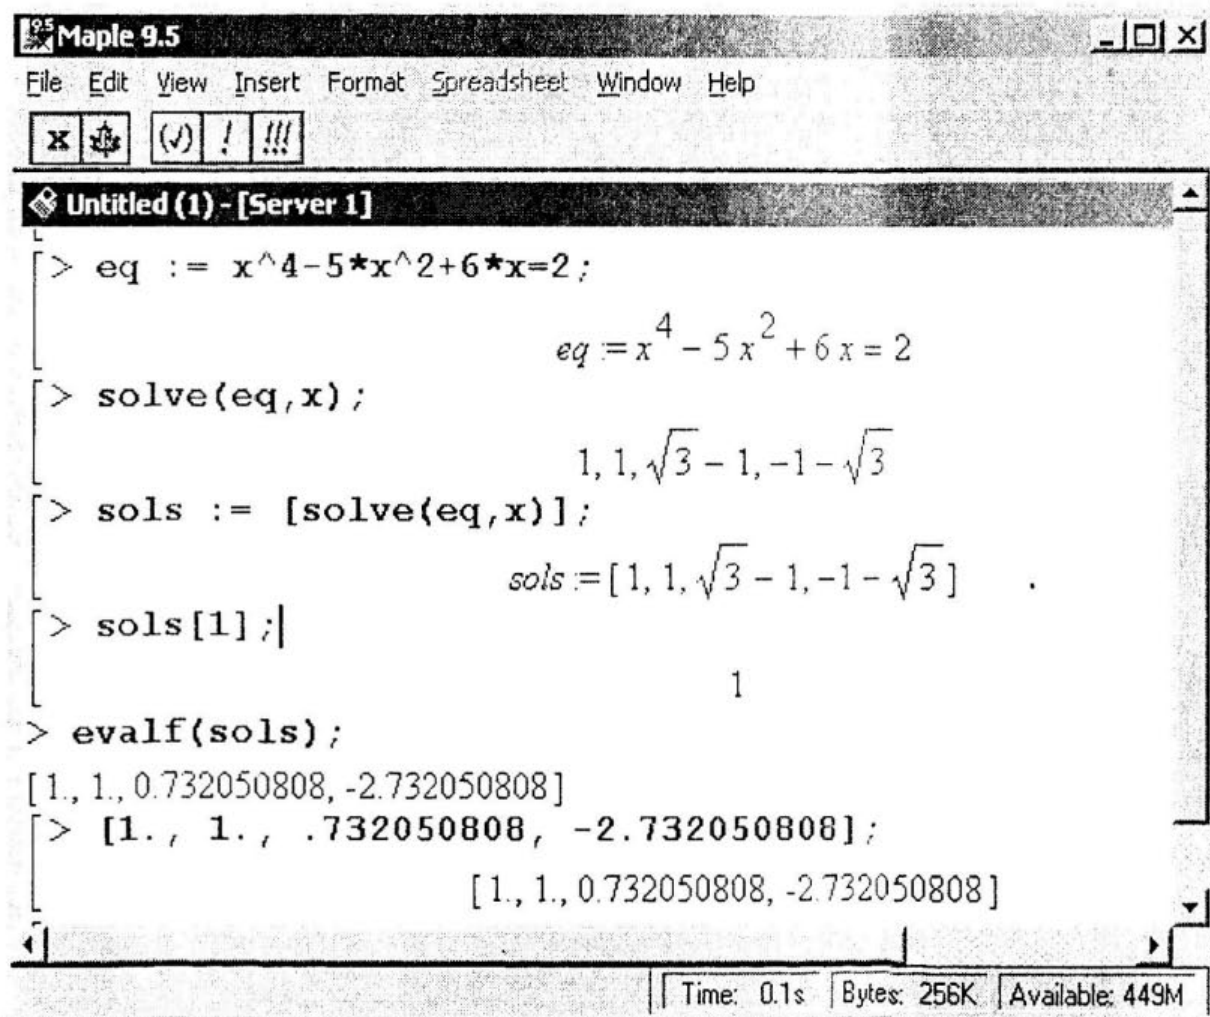 Maple 9.5
File Edit View Insert Format Spreadsheet Window Help
x (√) ! !!!
Untitled (1) - [Server 1]
> eq := x^4-5*x^2+6*x=2;
eq := x⁴ − 5 x² + 6 x = 2
> solve(eq,x);
1, 1, √3 − 1, −1 − √3
> sols := [solve(eq,x)];
sols := [ 1, 1, √3 − 1, −1 − √3 ]
> sols[1];
1
> evalf(sols);
[ 1., 1., 0.732050808, -2.732050808 ]
> [1., 1., .732050808, -2.732050808];
[ 1., 1., 0.732050808, -2.732050808 ]
Time: 0.1s Bytes: 256K Available: 449M